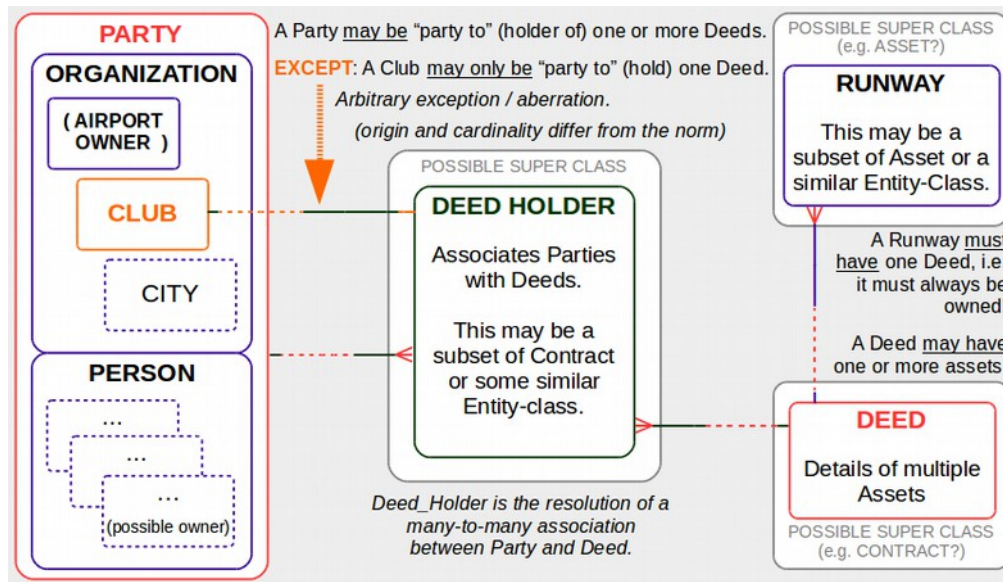 PARTY
ORGANIZATION
( AIRPORT
OWNER )
CLUB
CITY
PERSON
...
...
...
(possible owner)
A Party may be “party to” (holder of) one or more Deeds.
EXCEPT: A Club may only be “party to” (hold) one Deed.
Arbitrary exception / aberration.
(origin and cardinality differ from the norm)
POSSIBLE SUPER CLASS
DEED HOLDER
Associates Parties
with Deeds.
This may be a
subset of Contract
or some similar
Entity-class.
Deed_Holder is the resolution of a
many-to-many association
between Party and Deed.
POSSIBLE SUPER CLASS
(e.g. ASSET?)
RUNWAY
This may be a
subset of Asset or a
similar Entity-Class.
A Runway must
have one Deed, i.e
it must always be
owned.
A Deed may have
one or more assets
DEED
Details of multiple
Assets
POSSIBLE SUPER CLASS
(e.g. CONTRACT?)